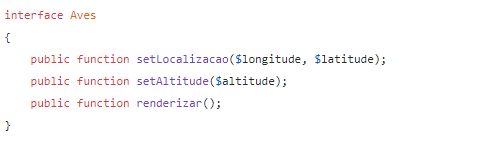 interface Aves
{
    public function setLocalizacao($longitude, $latitude);
    public function setAltitude($altitude);
    public function renderizar();
}